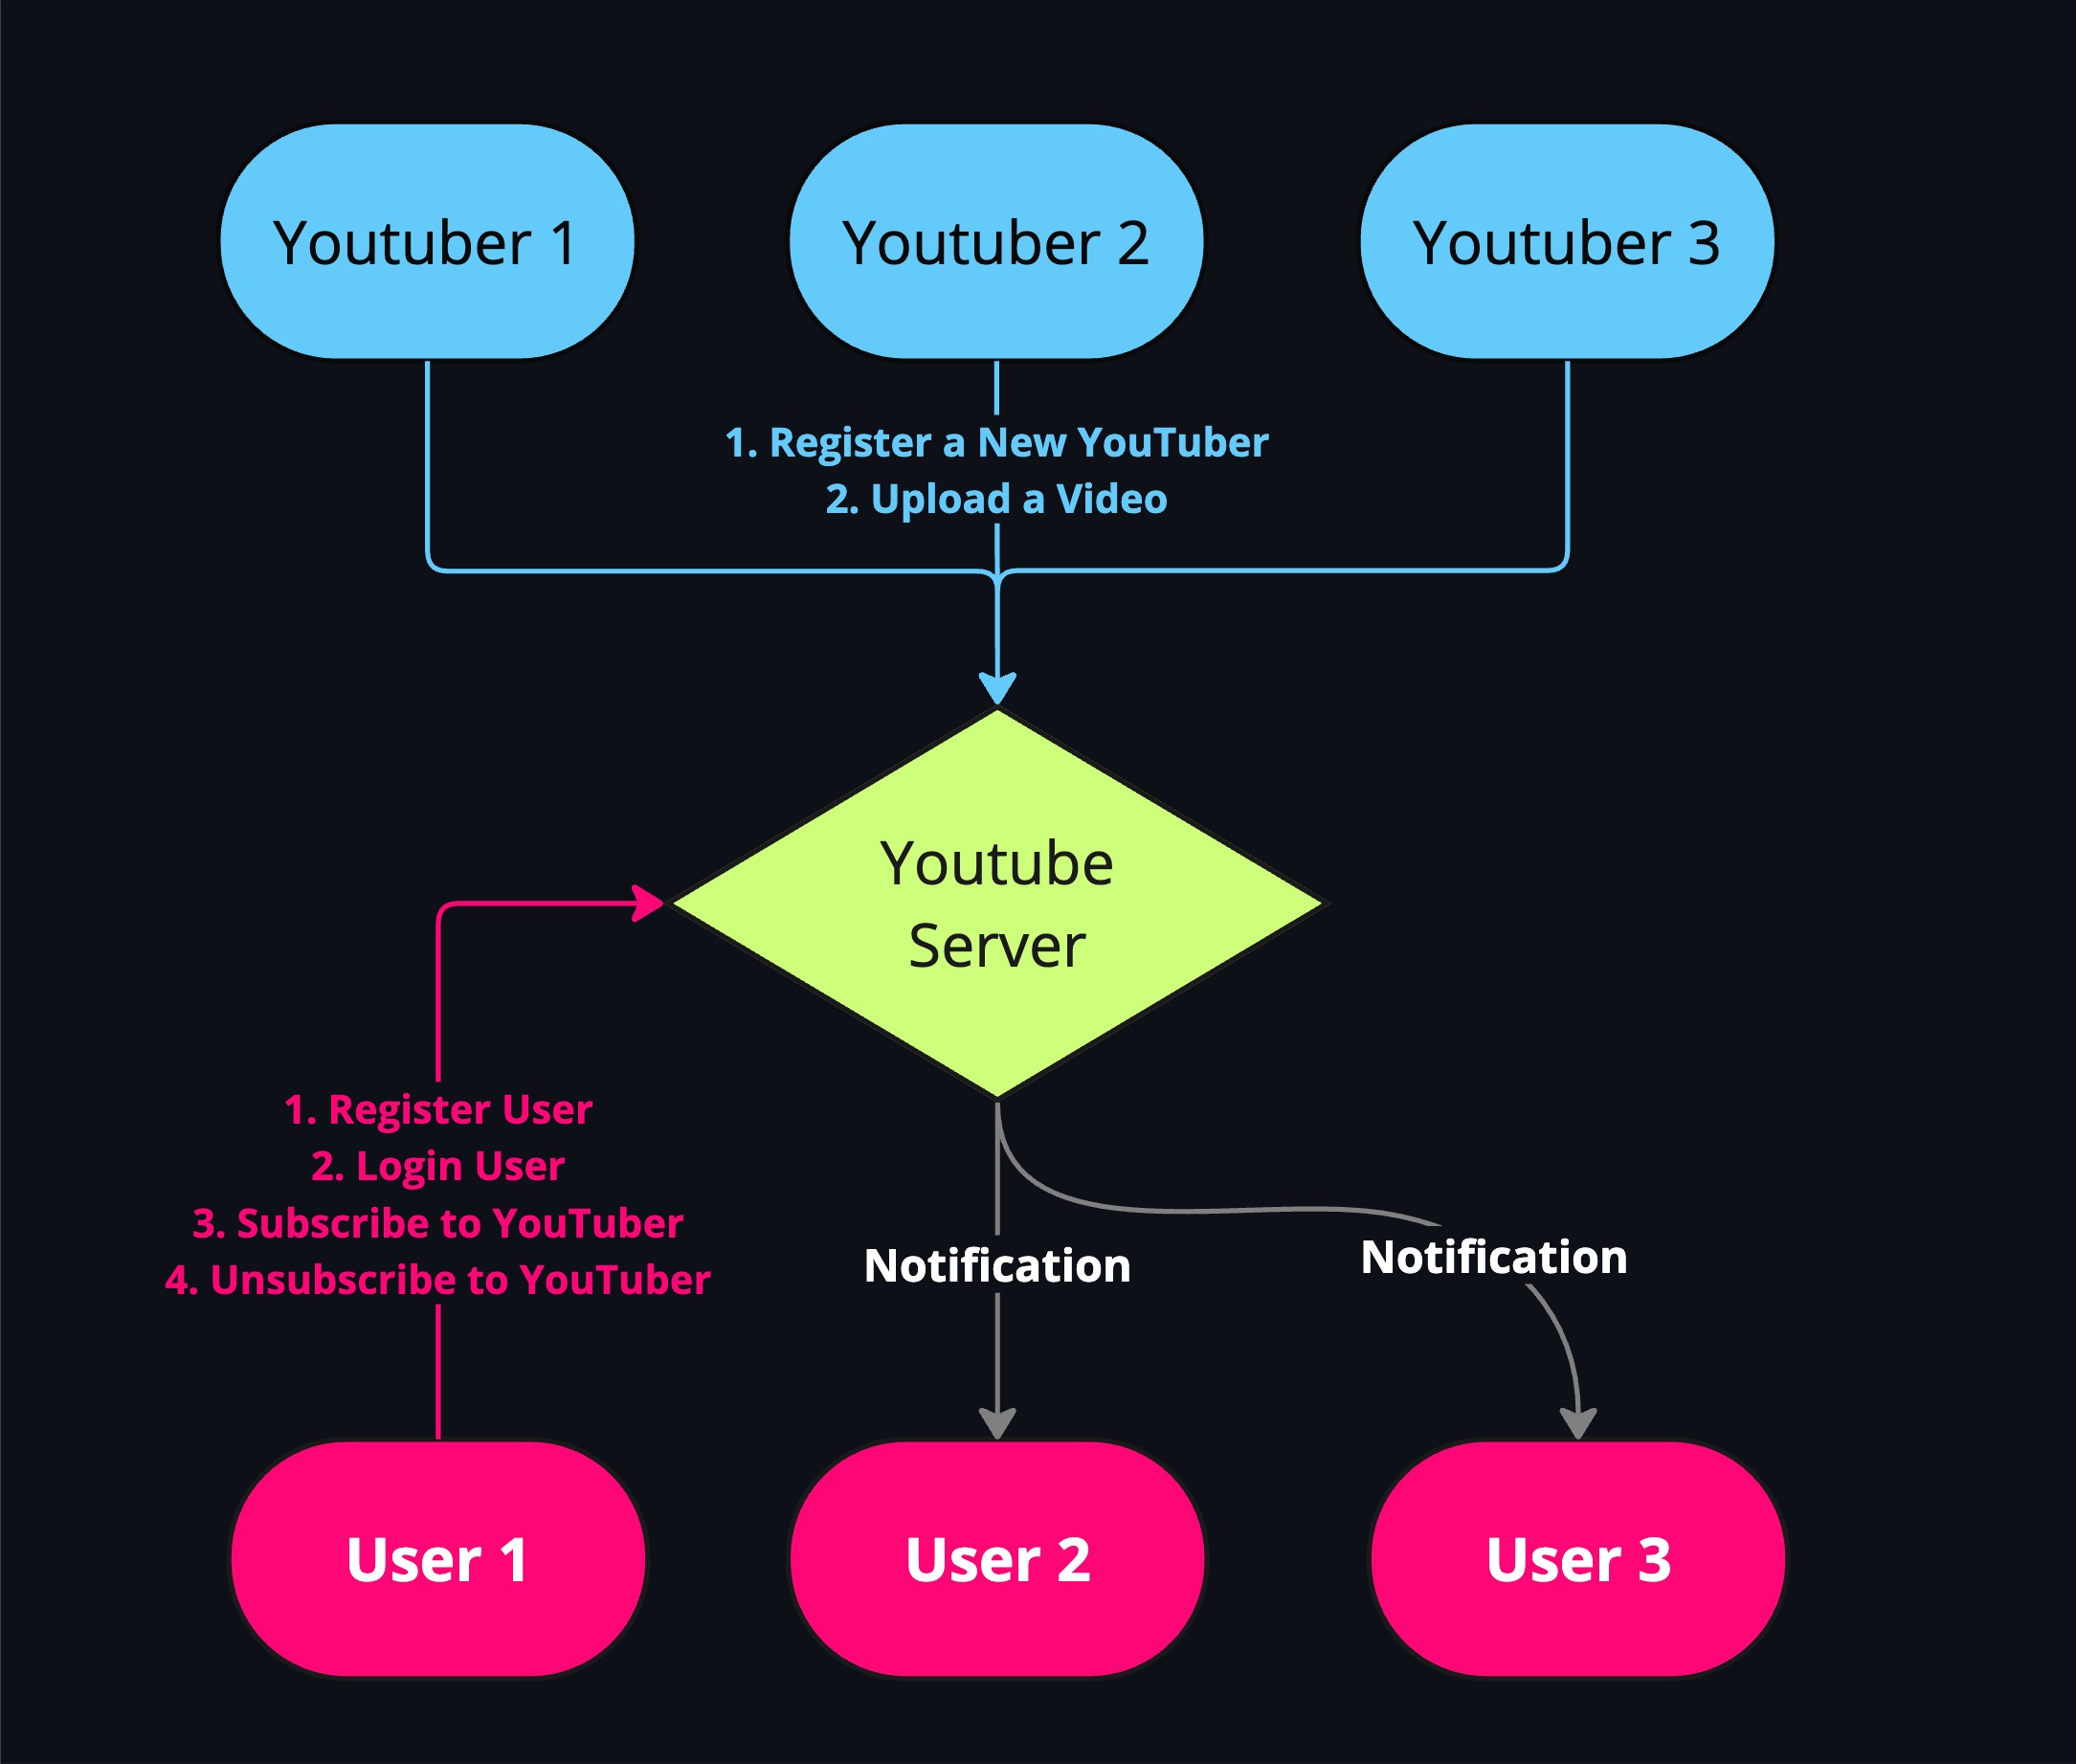 Youtuber 1
Youtuber 2
Youtuber 3
1. Register a New YouTuber
2. Upload a Video
Youtube
Server
1. Register User
2. Login User
3. Subscribe to YouTuber
4. Unsubscribe to YouTuber
Notification
Notification
User 1
User 2
User 3